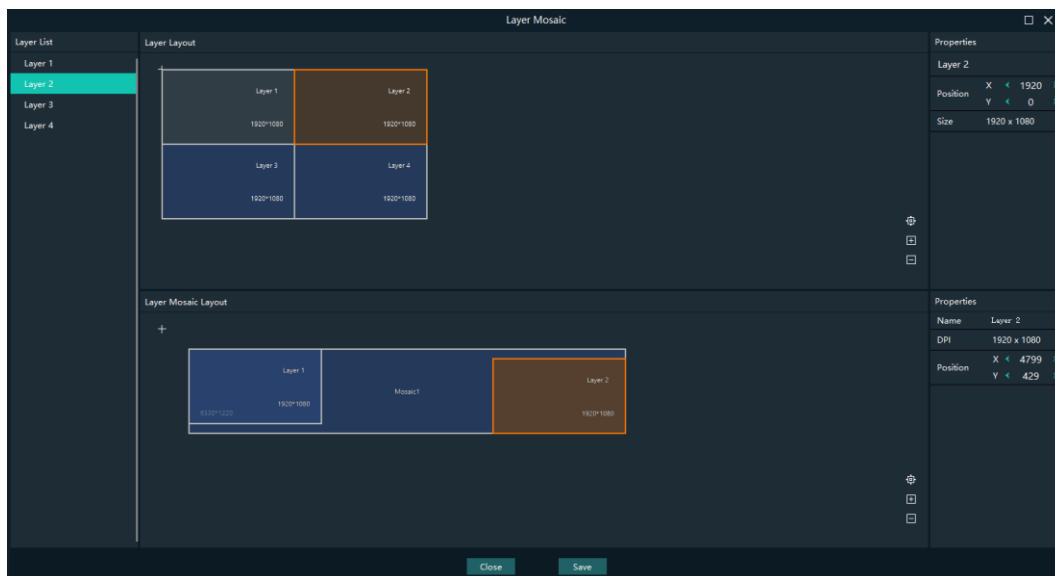 Layer Mosaic
Layer List
Layer 1
Layer 2
Layer 3
Layer 4
Layer Layout
Layer 1
1920*1080
Layer 2
1920*1080
Layer 3
1920*1080
Layer 4
1920*1080
Properties
Layer 2
Position X 1920
Y 0
Size 1920 x 1080
Layer Mosaic Layout
Layer 1
1920*1080
6330*1220
Mosaic1
Layer 2
1920*1080
Properties
Name Layer 2
DPI 1920 x 1080
Position X 4799
Y 429
Close Save